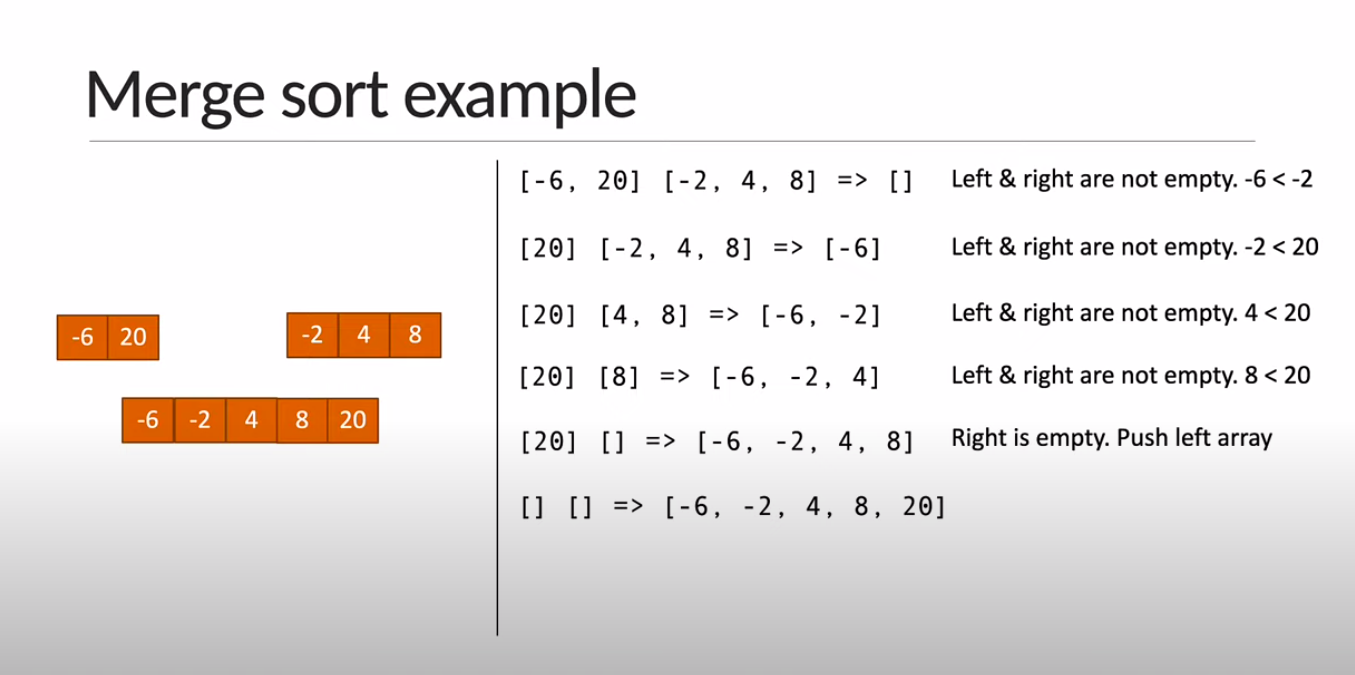 Merge sort example
[-6, 20] [-2, 4, 8] => [] Left & right are not empty. -6 < -2
[20] [-2, 4, 8] => [-6] Left & right are not empty. -2 < 20
[20] [4, 8] => [-6, -2] Left & right are not empty. 4 < 20
-6 20 -2 4 8
[20] [8] => [-6, -2, 4] Left & right are not empty. 8 < 20
-6 -2 4 8 20
[20] [] => [-6, -2, 4, 8] Right is empty. Push left array
[] [] => [-6, -2, 4, 8, 20]